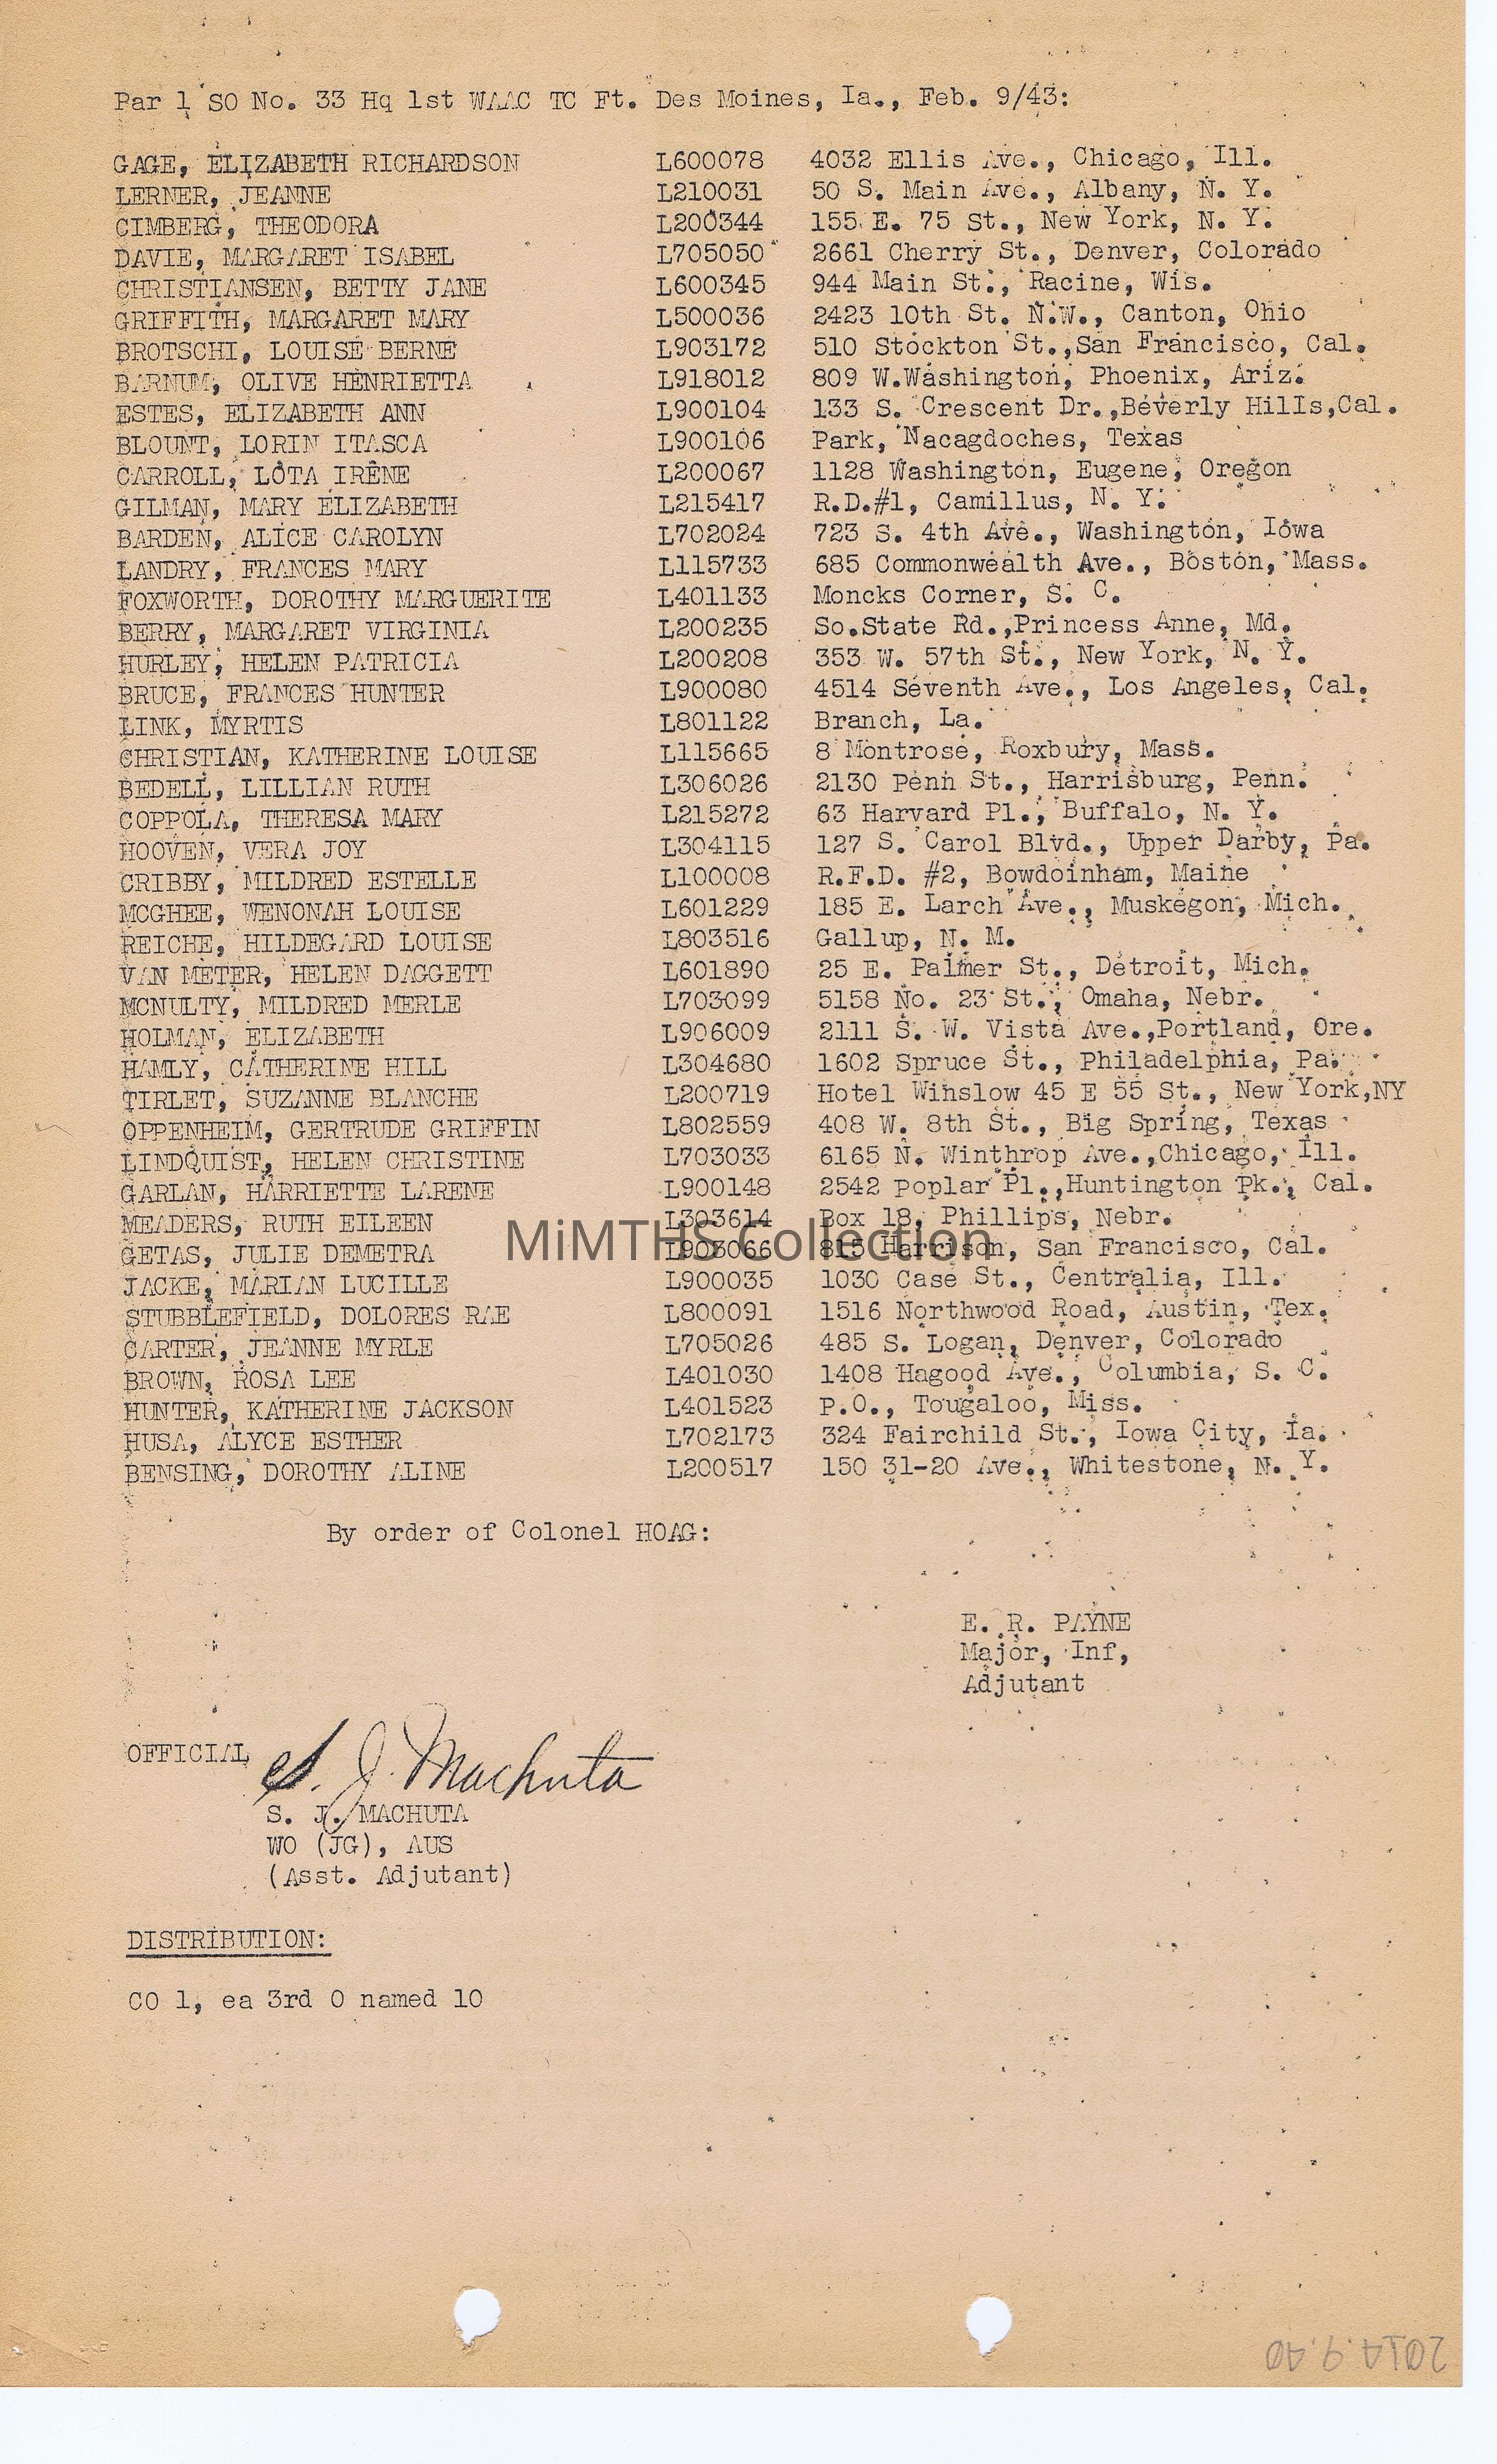 Par 1 SO No. 33 Hq 1st WAAC TC Ft. Des Moines, Ia., Feb. 9/43:
GAGE, ELIZABETH RICHARDSON L600078 4032 Ellis Ave., Chicago, Ill.
LERNER, JEANNE L210031 50 S. Main Ave., Albany, N. Y.
CIMBERG, THEODORA L200344 155 E. 75 St., New York, N. Y.
DAVIE, MARGARET ISABEL L705050 2661 Cherry St., Denver, Colorado
CHRISTIANSEN, BETTY JANE L600345 944 Main St., Racine, Wis.
GRIFFITH, MARGARET MARY L500036 2423 10th St. N.W., Canton, Ohio
BROTSCHI, LOUISE BERNE L903172 510 Stockton St.,San Francisco, Cal.
BARNUM, OLIVE HENRIETTA L918012 809 W.Washington, Phoenix, Ariz.
ESTES, ELIZABETH ANN L900104 133 S. Crescent Dr.,Beverly Hills,Cal.
BLOUNT, LORIN ITASCA L900106 Park, Nacagdoches, Texas
CARROLL, LOTA IRENE L200067 1128 Washington, Eugene, Oregon
GILMAN, MARY ELIZABETH L215417 R.D.#1, Camillus, N. Y.
BARDEN, ALICE CAROLYN L702024 723 S. 4th Ave., Washington, Iowa
LANDRY, FRANCES MARY L115733 685 Commonwealth Ave., Boston, Mass.
FOXWORTH, DOROTHY MARGUERITE L401133 Moncks Corner, S. C.
BERRY, MARGARET VIRGINIA L200235 So.State Rd.,Princess Anne, Md.
HURLEY, HELEN PATRICIA L200208 353 W. 57th St., New York, N. Y.
BRUCE, FRANCES HUNTER L900080 4514 Seventh Ave., Los Angeles, Cal.
LINK, MYRTIS L801122 Branch, La.
CHRISTIAN, KATHERINE LOUISE L115665 8 Montrose, Roxbury, Mass.
BEDELL, LILLIAN RUTH L306026 2130 Penn St., Harrisburg, Penn.
COPPOLA, THERESA MARY L215272 63 Harvard Pl., Buffalo, N. Y.
HOOVEN, VERA JOY L304115 127 S. Carol Blvd., Upper Darby, Pa.
CRIBBY, MILDRED ESTELLE L100008 R.F.D. #2, Bowdoinham, Maine
MCGHEE, WENONAH LOUISE L601229 185 E. Larch Ave., Muskegon, Mich.
REICHE, HILDEGARD LOUISE L803516 Gallup, N. M.
VAN METER, HELEN DAGGETT L601890 25 E. Palmer St., Detroit, Mich.
MCNULTY, MILDRED MERLE L703099 5158 No. 23 St., Omaha, Nebr.
HOLMAN, ELIZABETH L906009 2111 S. W. Vista Ave.,Portland, Ore.
HAMLY, CATHERINE HILL L304680 1602 Spruce St., Philadelphia, Pa.
TIRLET, SUZANNE BLANCHE L200719 Hotel Winslow 45 E 55 St., New York,NY
OPPENHEIM, GERTRUDE GRIFFIN L802559 408 W. 8th St., Big Spring, Texas
LINDQUIST, HELEN CHRISTINE L703033 6165 N. Winthrop Ave.,Chicago, Ill.
GARLAN, HARRIETTE LARENE L900148 2542 Poplar Pl.,Huntington Pk., Cal.
MEADERS, RUTH EILEEN L303614 Box 18, Phillips, Nebr.
MiMTHS Collection
GETAS, JULIE DEMETRA L903066 815 Harrison, San Francisco, Cal.
JACKE, MARIAN LUCILLE L900035 1030 Case St., Centralia, Ill.
STUBBLEFIELD, DOLORES RAE L800091 1516 Northwood Road, Austin, Tex.
CARTER, JEANNE MYRLE L705026 485 S. Logan, Denver, Colorado
BROWN, ROSA LEE L401030 1408 Hagood Ave., Columbia, S. C.
HUNTER, KATHERINE JACKSON L401523 P.O., Tougaloo, Miss.
HUSA, ALYCE ESTHER L702173 324 Fairchild St., Iowa City, Ia.
BENSING, DOROTHY ALINE L200517 150 31-20 Ave., Whitestone, N. Y.
By order of Colonel HOAG:
E. R. PAYNE
Major, Inf,
Adjutant
OFFICIAL S. J. Machuta
S. J. MACHUTA
WO (JG), AUS
(Asst. Adjutant)
DISTRIBUTION:
CO 1, ea 3rd O named 10
2014.9.40